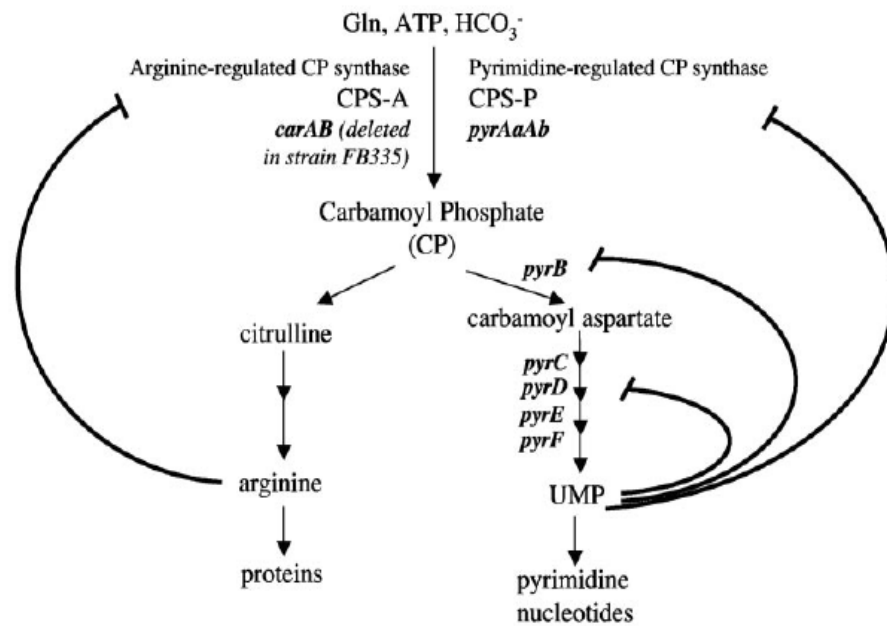 Gln, ATP, HCO₃⁻
Arginine-regulated CP synthase
CPS-A
carAB (deleted
in strain FB335)
Pyrimidine-regulated CP synthase
CPS-P
pyrAaAb
Carbamoyl Phosphate
(CP)
pyrB
citrulline
carbamoyl aspartate
pyrC
pyrD
pyrE
pyrF
arginine
UMP
proteins
pyrimidine
nucleotides